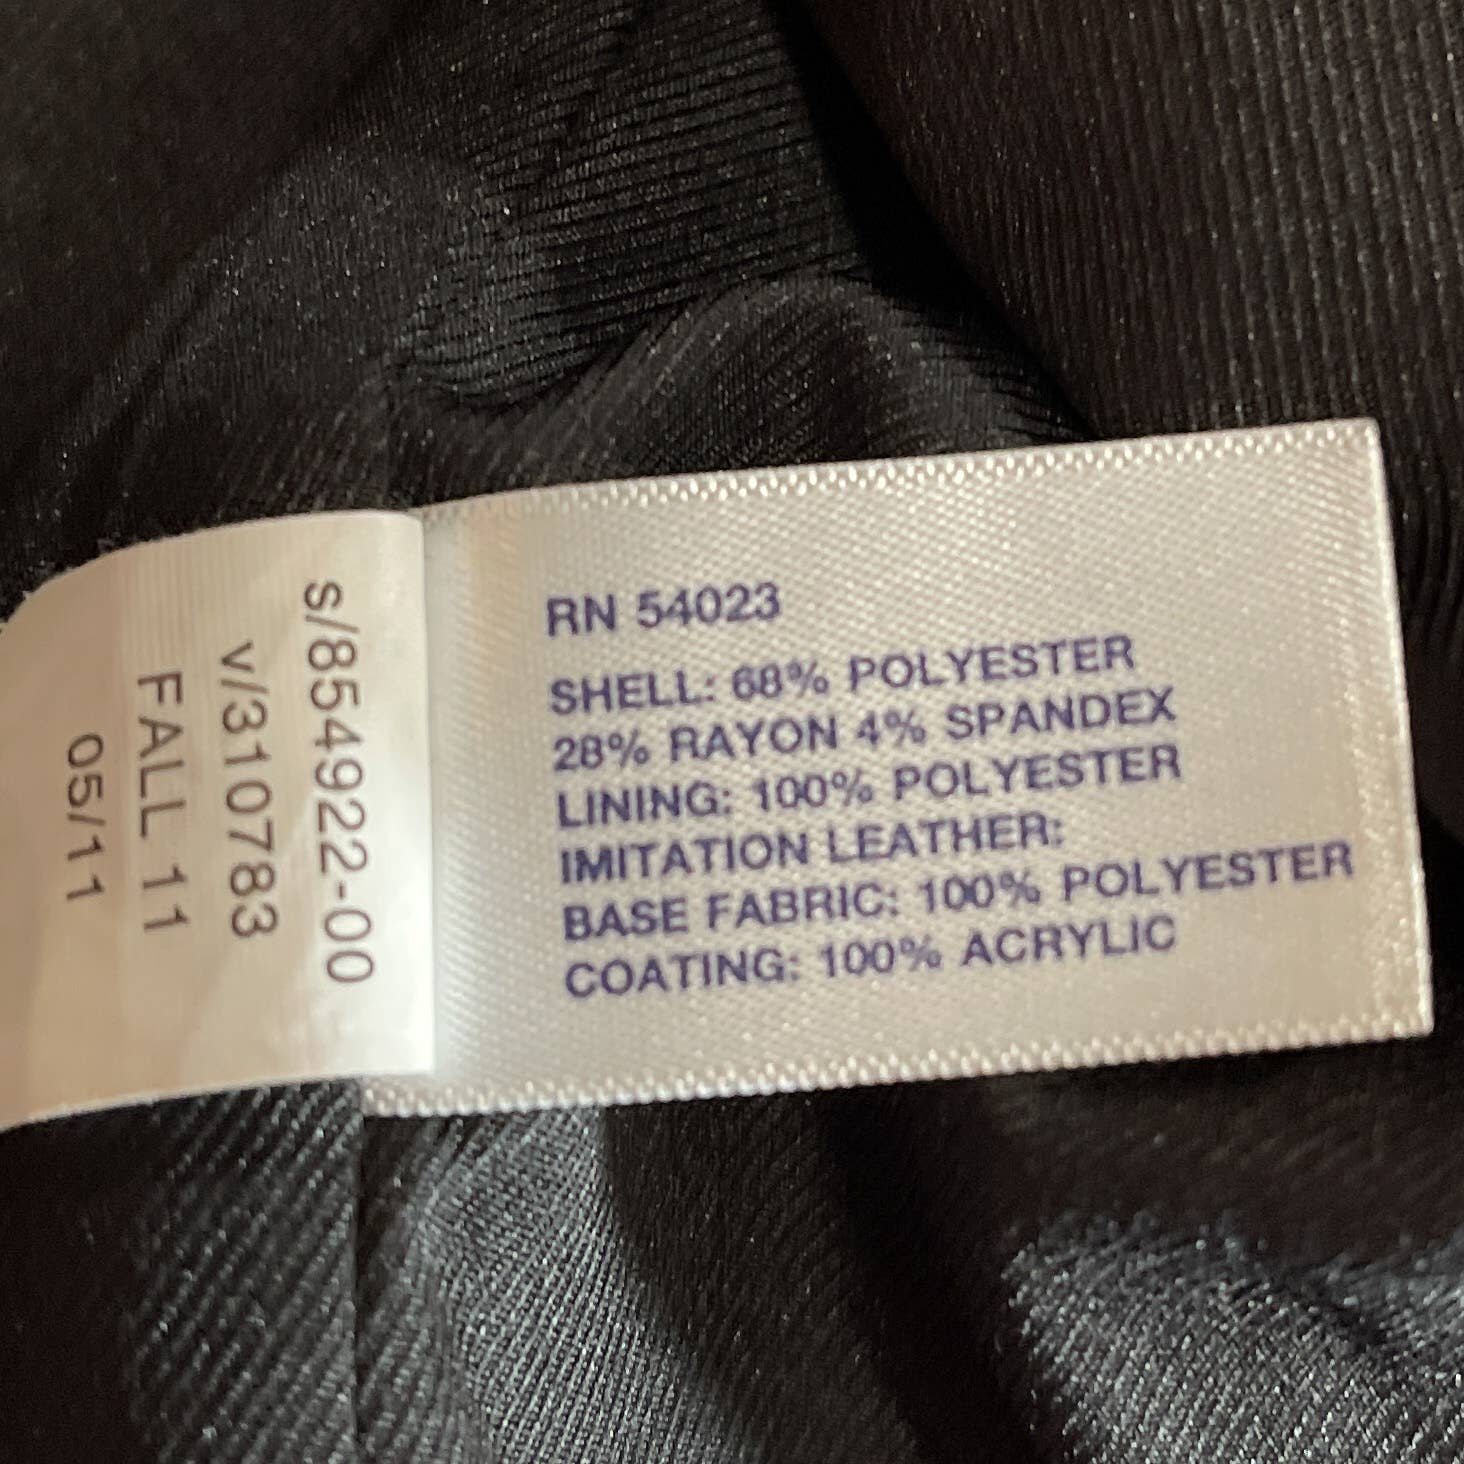 s/854922-00
v/310783
FALL 11
05/11
RN 54023
SHELL: 68% POLYESTER
28% RAYON 4% SPANDEX
LINING: 100% POLYESTER
IMITATION LEATHER:
BASE FABRIC: 100% POLYESTER
COATING: 100% ACRYLIC